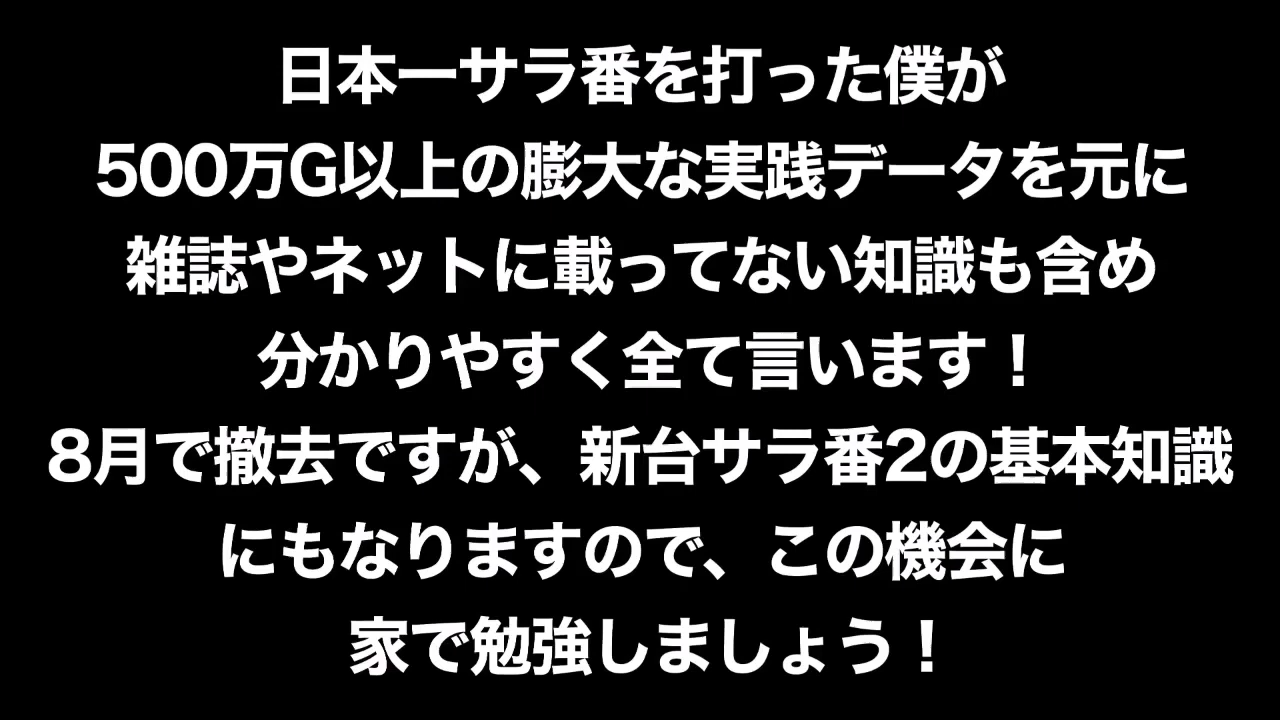 日本一サラ番を打った僕が
500万G以上の膨大な実践データを元に
雑誌やネットに載ってない知識も含め
分かりやすく全て言います！
8月で撤去ですが、新台サラ番2の基本知識
にもなりますので、この機会に
家で勉強しましょう！